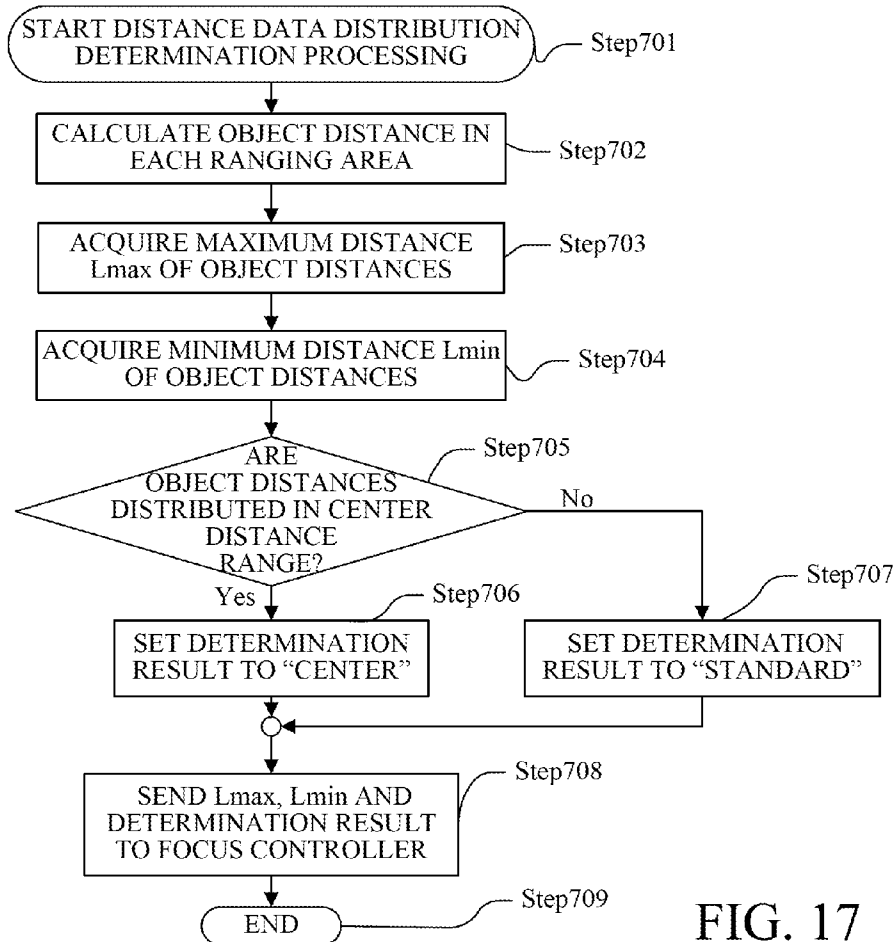 START DISTANCE DATA DISTRIBUTION
DETERMINATION PROCESSING
Step701
CALCULATE OBJECT DISTANCE IN
EACH RANGING AREA
Step702
ACQUIRE MAXIMUM DISTANCE
Lmax OF OBJECT DISTANCES
Step703
ACQUIRE MINIMUM DISTANCE Lmin
OF OBJECT DISTANCES
Step704
ARE
OBJECT DISTANCES
DISTRIBUTED IN CENTER
DISTANCE
RANGE?
Step705
No
Yes
Step706
Step707
SET DETERMINATION
RESULT TO “CENTER”
SET DETERMINATION
RESULT TO “STANDARD”
Step708
SEND Lmax, Lmin AND
DETERMINATION RESULT
TO FOCUS CONTROLLER
Step709
END
FIG. 17